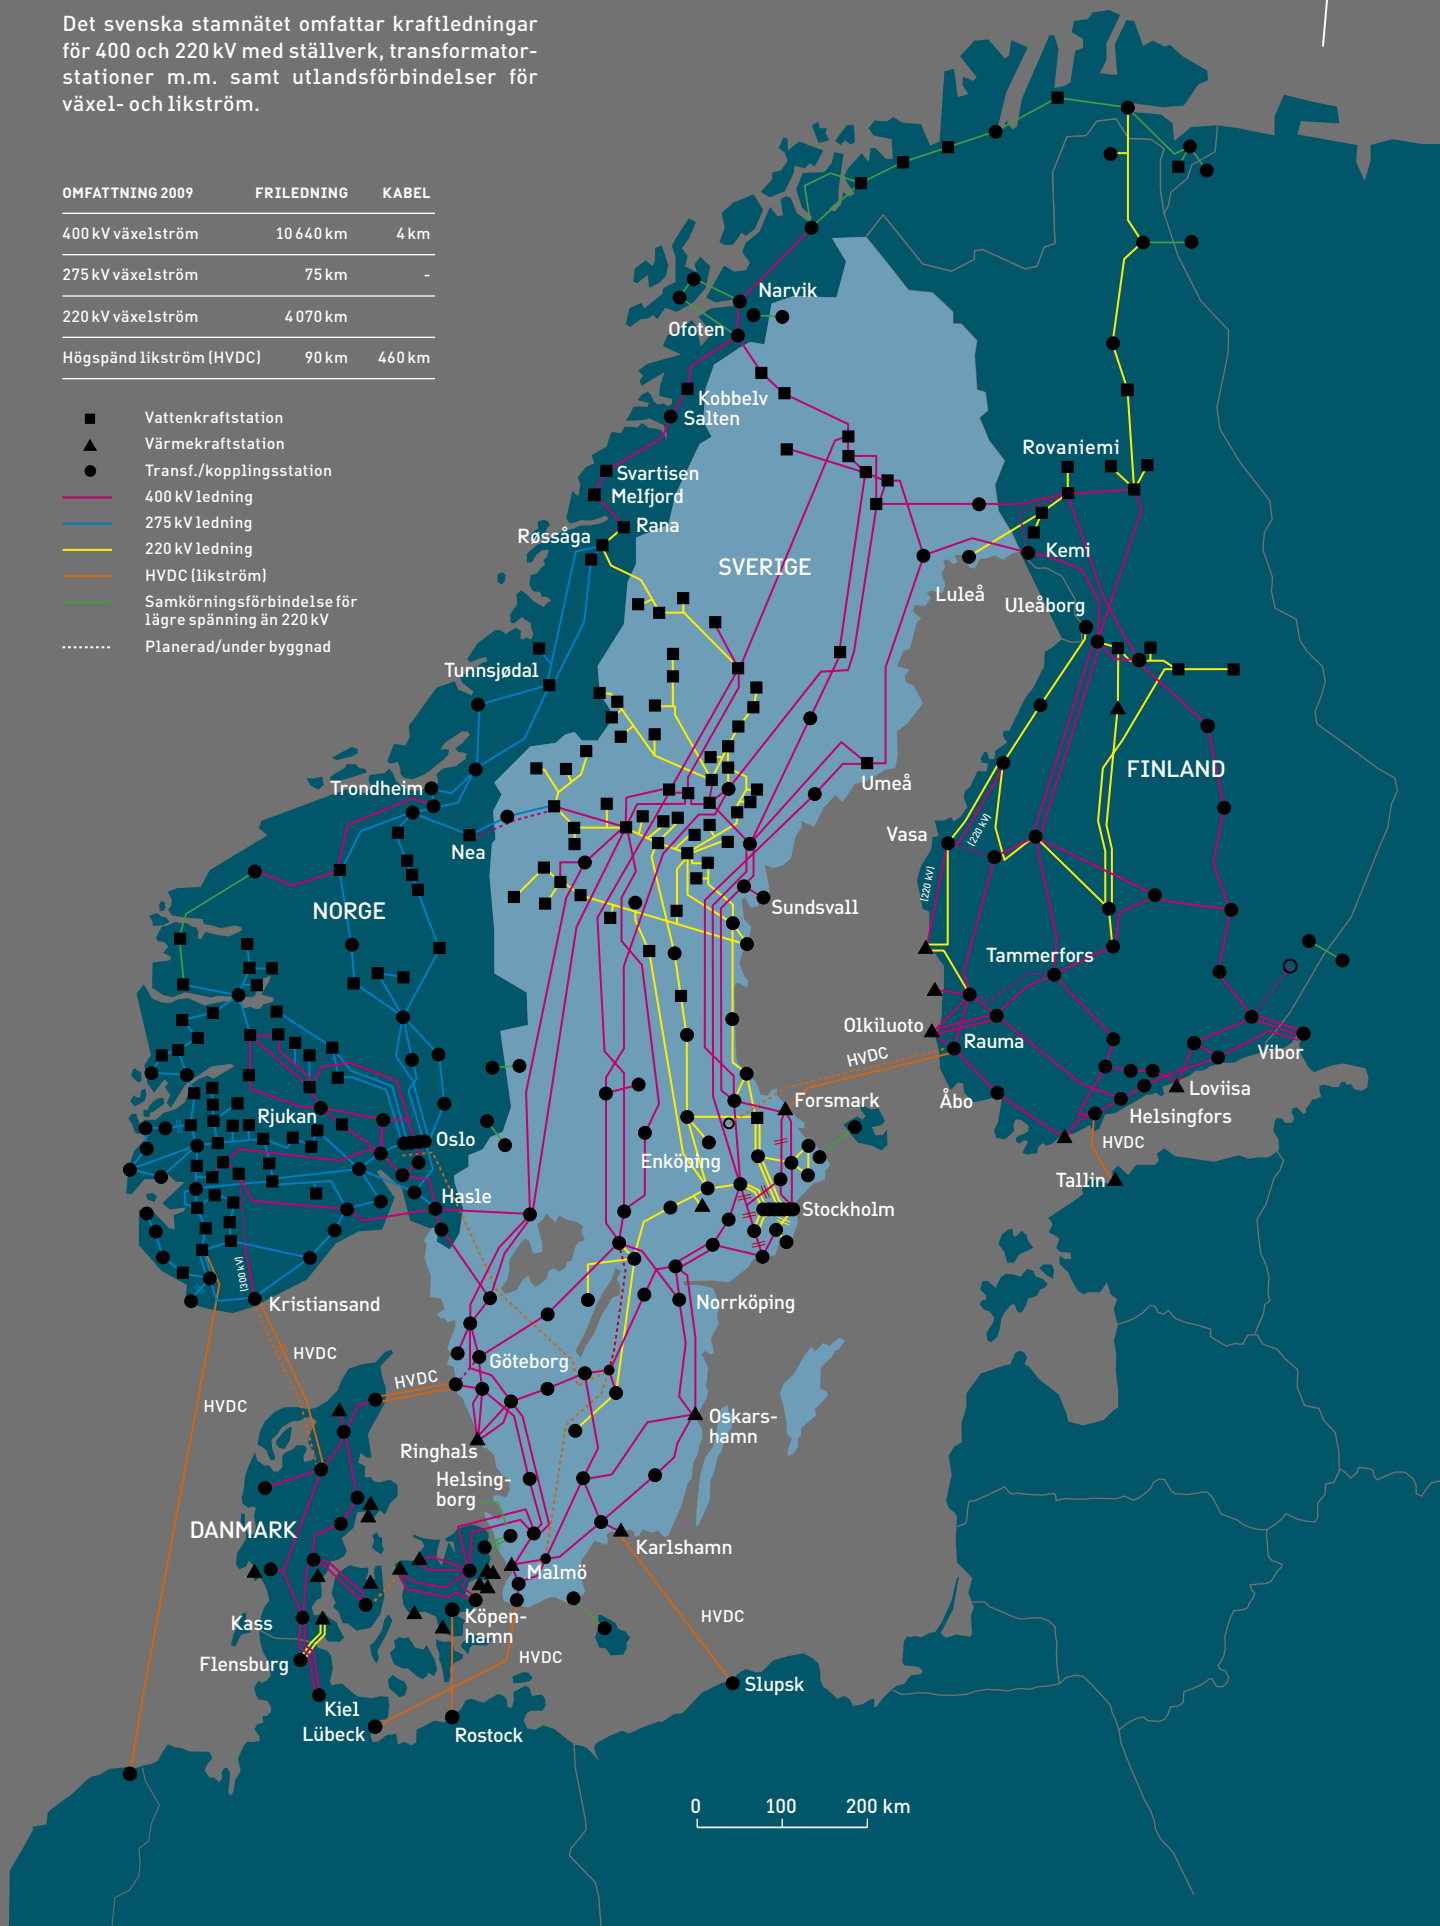 Det svenska stamnätet omfattar kraftledningar
för 400 och 220 kV med ställverk, transformator-
stationer m.m. samt utlandsförbindelser för
växel- och likström.
OMFATTNING 2009 FRILEDNING KABEL
400 kV växelström 10 640 km 4 km
275 kV växelström 75 km -
220 kV växelström 4 070 km
Högspänd likström (HVDC) 90 km 460 km
Vattenkraftstation
Värmekraftstation
Transf./kopplingsstation
400 kV ledning
275 kV ledning
220 kV ledning
HVDC (likström)
Samkörningsförbindelse för
lägre spänning än 220 kV
Planerad/under byggnad
Narvik
Ofoten
Kobbelv
Salten
Rovaniemi
Svartisen
Melfjord
Rana
Røssåga
Kemi
SVERIGE
Luleå
Uleåborg
Tunnsjødal
FINLAND
Trondheim
Umeå
Vasa
(220 kV)
Nea
(220 kV)
NORGE
Sundsvall
Tammerfors
Olkiluoto
Rauma
HVDC
Vibor
Loviisa
Forsmark
Åbo
Rjukan
Helsingfors
Oslo
HVDC
Enköping
Tallin
Hasle
Stockholm
(300 kV)
Kristiansand
Norrköping
HVDC
Göteborg
HVDC
HVDC
Oskars-
hamn
Ringhals
Helsing-
borg
DANMARK
Karlshamn
Malmö
Kass
Köpen-
hamn
HVDC
HVDC
Flensburg
Slupsk
Kiel
Lübeck
Rostock
0 100 200 km